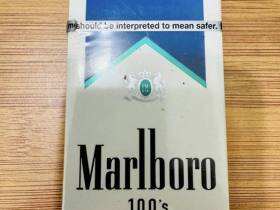 should be interpreted to mean safer.
Marlboro
100's